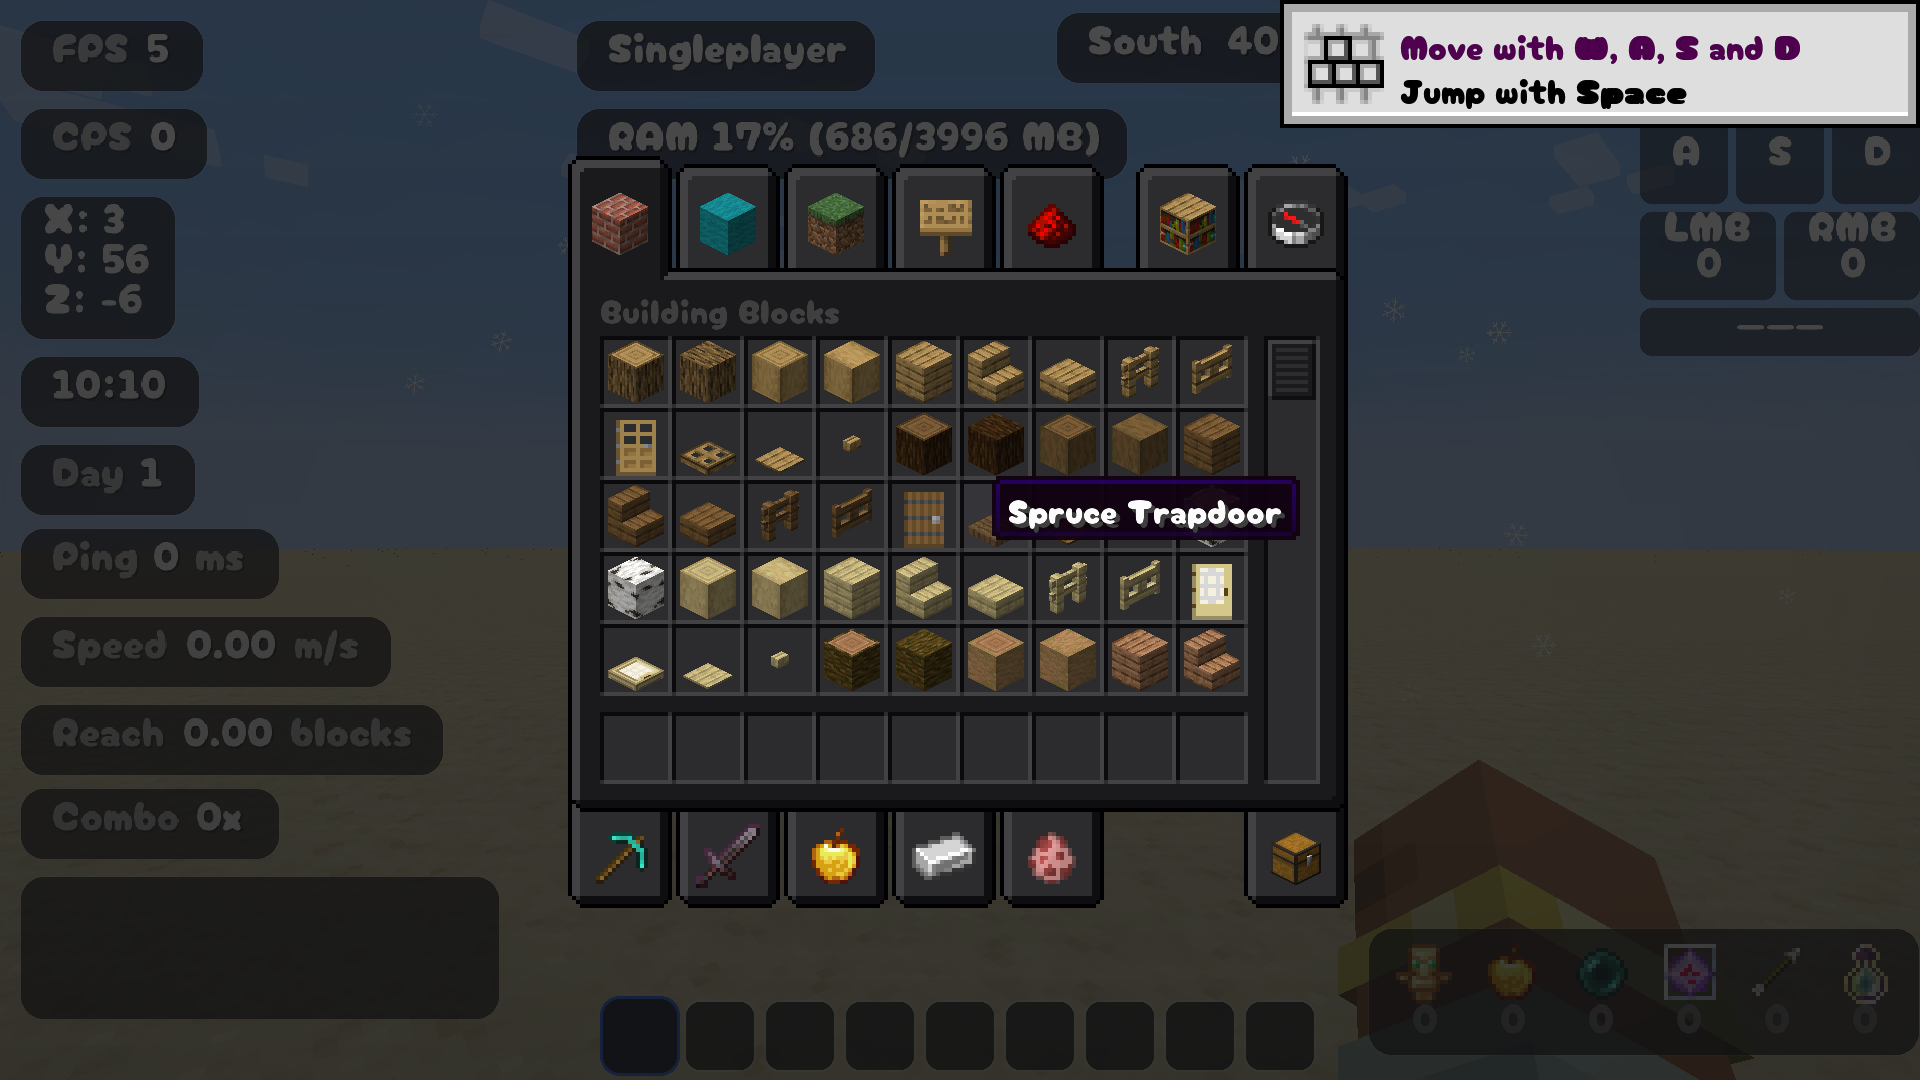 FPS 5
Singleplayer
South 40
Move with W, A, S and D
Jump with Space
CPS 0
RAM 17% (686/3996 MB)
A S D
X: 3
Y: 56
Z: -6
LMB
0
RMB
0
Building Blocks
10:10
Day 1
Spruce Trapdoor
Ping 0 ms
Speed 0.00 m/s
Reach 0.00 blocks
Combo 0x
0 0 0 0 0 0